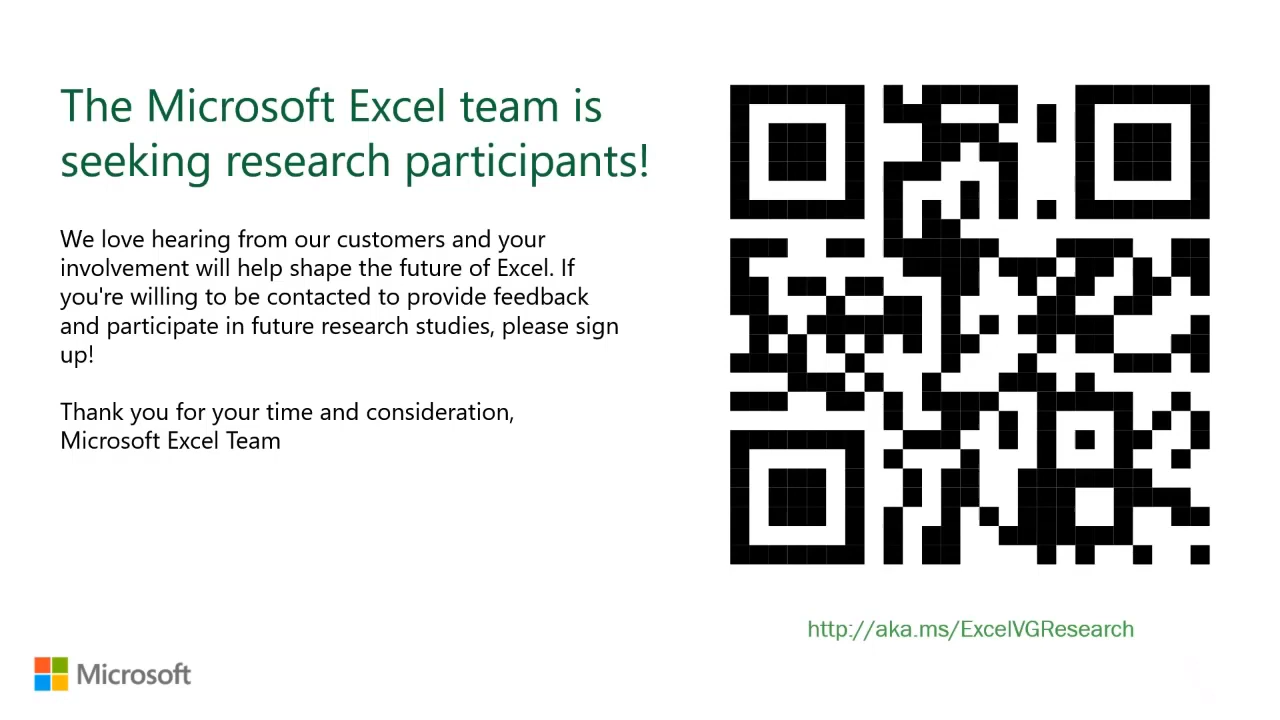 The Microsoft Excel team is
seeking research participants!
We love hearing from our customers and your
involvement will help shape the future of Excel. If
you're willing to be contacted to provide feedback
and participate in future research studies, please sign
up!
Thank you for your time and consideration,
Microsoft Excel Team
http://aka.ms/ExcelVGResearch
Microsoft